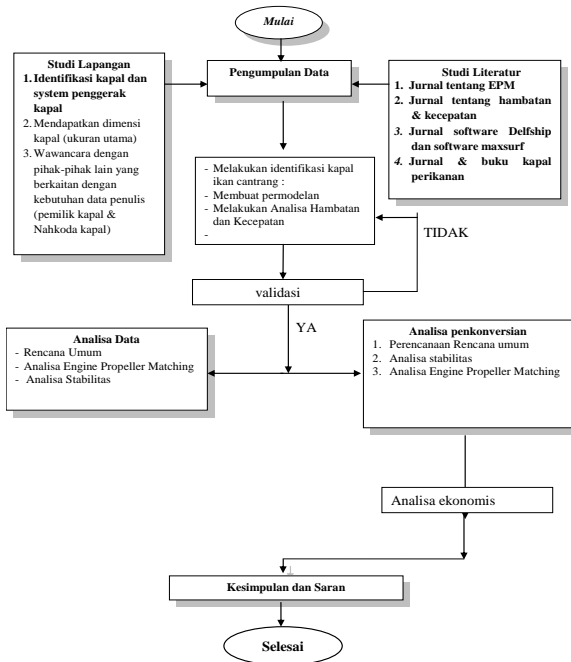 Mulai
Studi Lapangan
1. Identifikasi kapal dan
system penggerak
kapal
2. Mendapatkan dimensi
kapal (ukuran utama)
3. Wawancara dengan
pihak-pihak lain yang
berkaitan dengan
kebutuhan data penulis
(pemilik kapal &
Nahkoda kapal)
Pengumpulan Data
Studi Literatur
1. Jurnal tentang EPM
2. Jurnal tentang hambatan
& kecepatan
3. Jurnal software Delfship
dan software maxsurf
4. Jurnal & buku kapal
perikanan
- Melakukan identifikasi kapal
ikan cantrang :
- Membuat permodelan
- Melakukan Analisa Hambatan
dan Kecepatan
-
TIDAK
validasi
YA
Analisa Data
- Rencana Umum
- Analisa Engine Propeller Matching
- Analisa Stabilitas
Analisa penkonversian
1. Perencanaan Rencana umum
2. Analisa stabilitas
3. Analisa Engine Propeller Matching
Analisa ekonomis
Kesimpulan dan Saran
Selesai